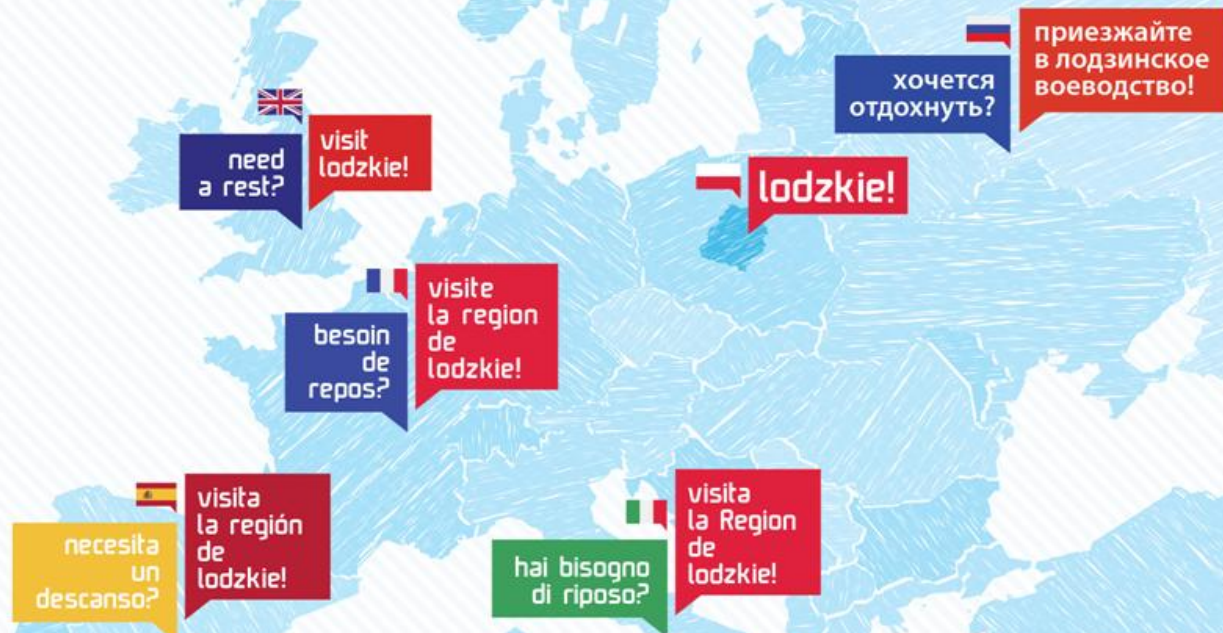 приезжайте
в лодзинское
воеводство!
хочется
отдохнуть?
need
a rest?
visit
lodzkie!
lodzkie!
besoin
de
repos?
visite
la region
de
lodzkie!
necesita
un
descanso?
visita
la región
de
lodzkie!
hai bisogno
di riposo?
visita
la Region
de
lodzkie!